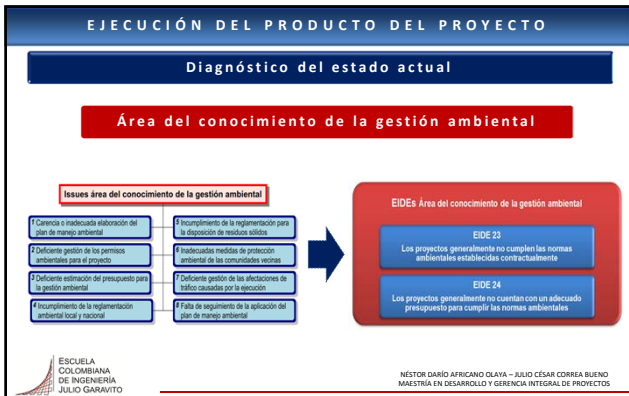 EJECUCIÓN DEL PRODUCTO DEL PROYECTO
Diagnóstico del estado actual
Área del conocimiento de la gestión ambiental
Issues área del conocimiento de la gestión ambiental
1 Carencia o inadecuada elaboración del
plan de manejo ambiental
2 Deficiente gestión de los permisos
ambientales para el proyecto
3 Deficiente estimación del presupuesto para
la gestión ambiental
4 Incumplimiento de la reglamentación
ambiental local y nacional
5 Incumplimiento de la reglamentación para
la disposición de residuos sólidos
6 Inadecuadas medidas de protección
ambiental de las comunidades vecinas
7 Deficiente gestión de las afectaciones de
tráfico causadas por la ejecución
8 Falta de seguimiento de la aplicación del
plan de manejo ambiental
EIDEs Área del conocimiento de la gestión ambiental
EIDE 23
Los proyectos generalmente no cumplen las normas
ambientales establecidas contractualmente
EIDE 24
Los proyectos generalmente no cuentan con un adecuado
presupuesto para cumplir las normas ambientales
ESCUELA
COLOMBIANA
DE INGENIERÍA
JULIO GARAVITO
NÉSTOR DARÍO AFRICANO OLAYA – JULIO CÉSAR CORREA BUENO
MAESTRÍA EN DESARROLLO Y GERENCIA INTEGRAL DE PROYECTOS